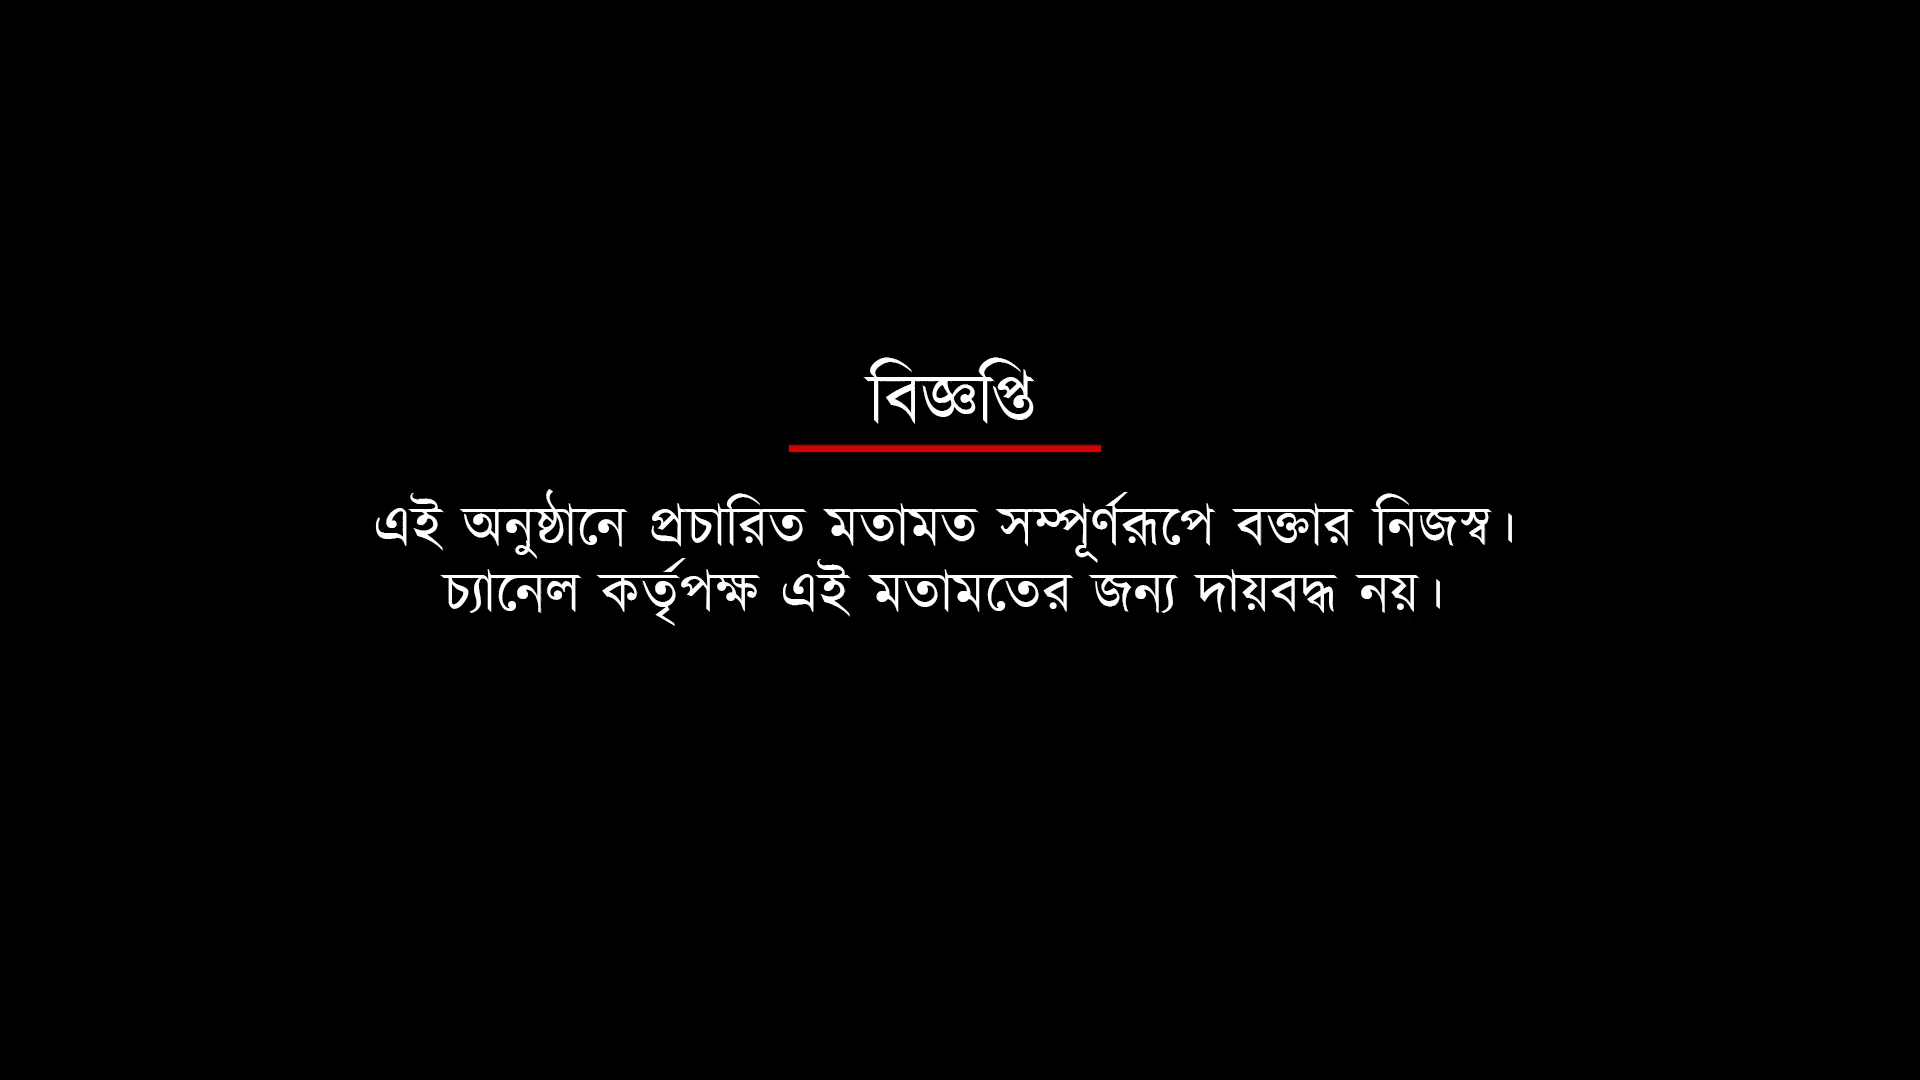 বিজ্ঞপ্তি
এই অনুষ্ঠানে প্রচারিত মতামত সম্পূর্ণরূপে বক্তার নিজস্ব।
চ্যানেল কর্তৃপক্ষ এই মতামতের জন্য দায়বদ্ধ নয়।